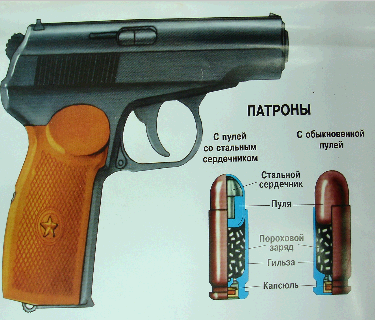 ПАТРОНЫ
С пулей
со стальным
сердечником
С обыкновенной
пулей
Стальной
сердечник
Пуля
Пороховой
заряд
Гильза
Капсюль